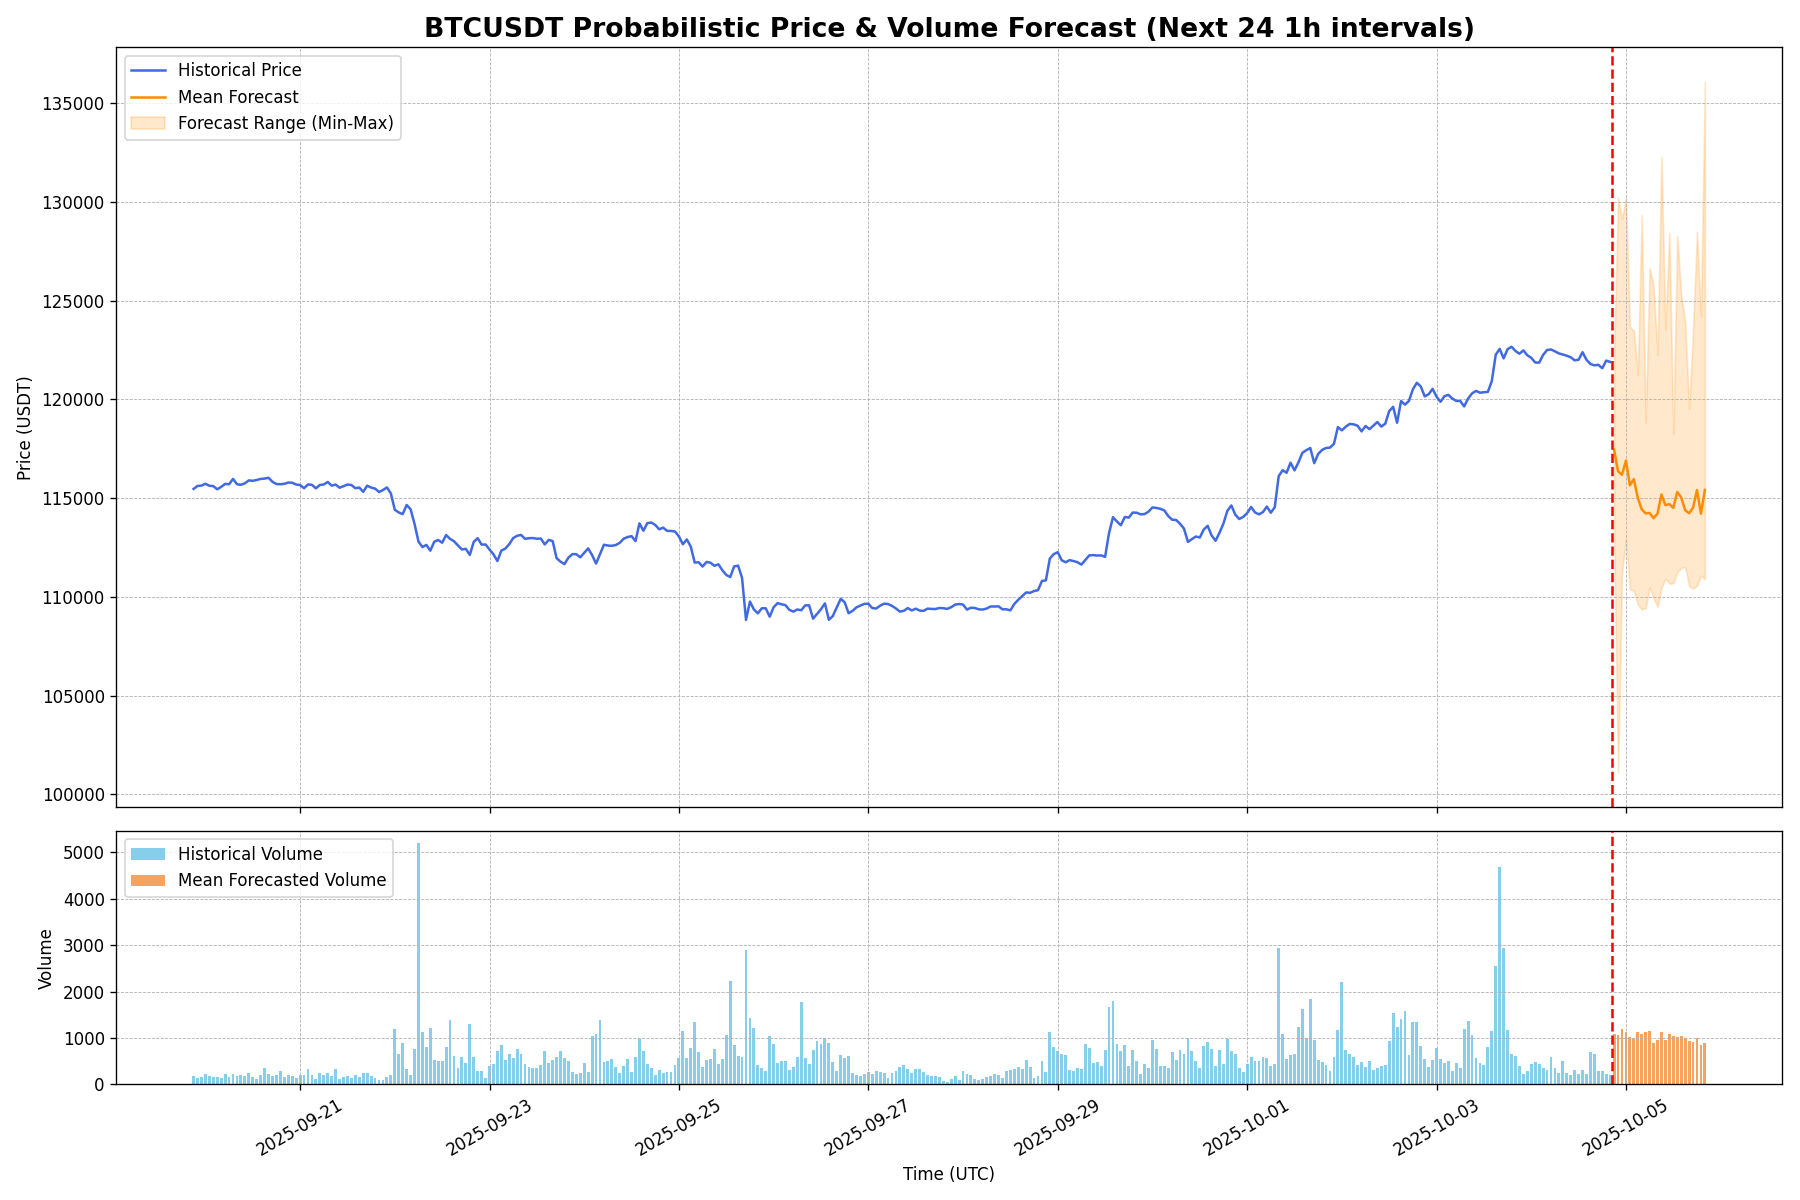 BTCUSDT Probabilistic Price & Volume Forecast (Next 24 1h intervals)
Historical Price
Mean Forecast
Forecast Range (Min-Max)
135000
130000
125000
120000
115000
110000
105000
100000
Price (USDT)
Historical Volume
Mean Forecasted Volume
5000
4000
3000
2000
1000
0
Volume
2025-09-21
2025-09-23
2025-09-25
2025-09-27
2025-09-29
2025-10-01
2025-10-03
2025-10-05
Time (UTC)